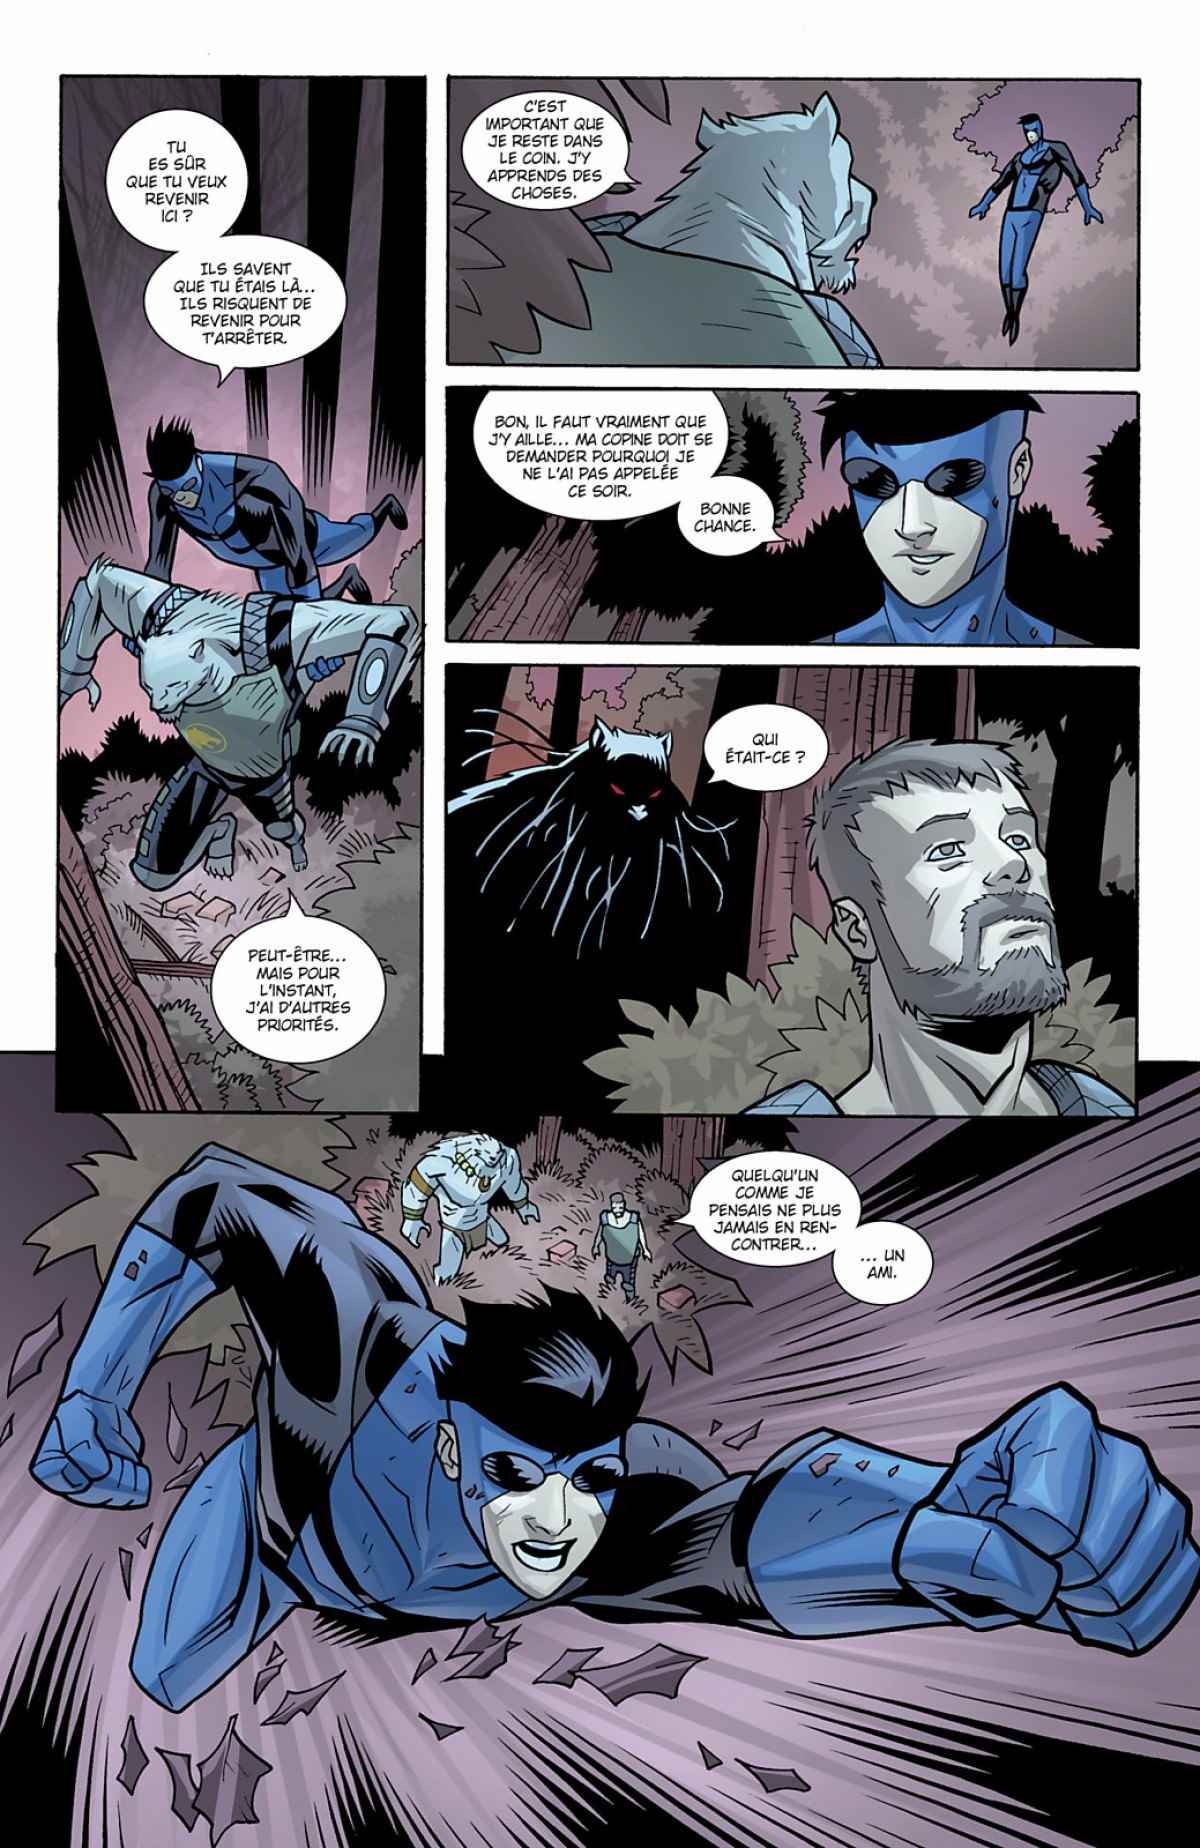 TU
ES SÛR
QUE TU VEUX
REVENIR
ICI ?
ILS SAVENT
QUE TU ÉTAIS LÀ...
ILS RISQUENT DE
REVENIR POUR
T'ARRÊTER.
PEUT-ÊTRE...
MAIS POUR
L'INSTANT,
J'AI D'AUTRES
PRIORITÉS.
C'EST
IMPORTANT QUE
JE RESTE DANS
LE COIN. J'Y
APPRENDS DES
CHOSES.
BON, IL FAUT VRAIMENT QUE
J'Y AILLE... MA COPINE DOIT SE
DEMANDER POURQUOI JE
NE L'AI PAS APPELÉE
CE SOIR.
BONNE
CHANCE.
QUI
ÉTAIT-CE ?
QUELQU'UN
COMME JE
PENSAIS NE PLUS
JAMAIS EN REN-
CONTRER...
... UN
AMI.